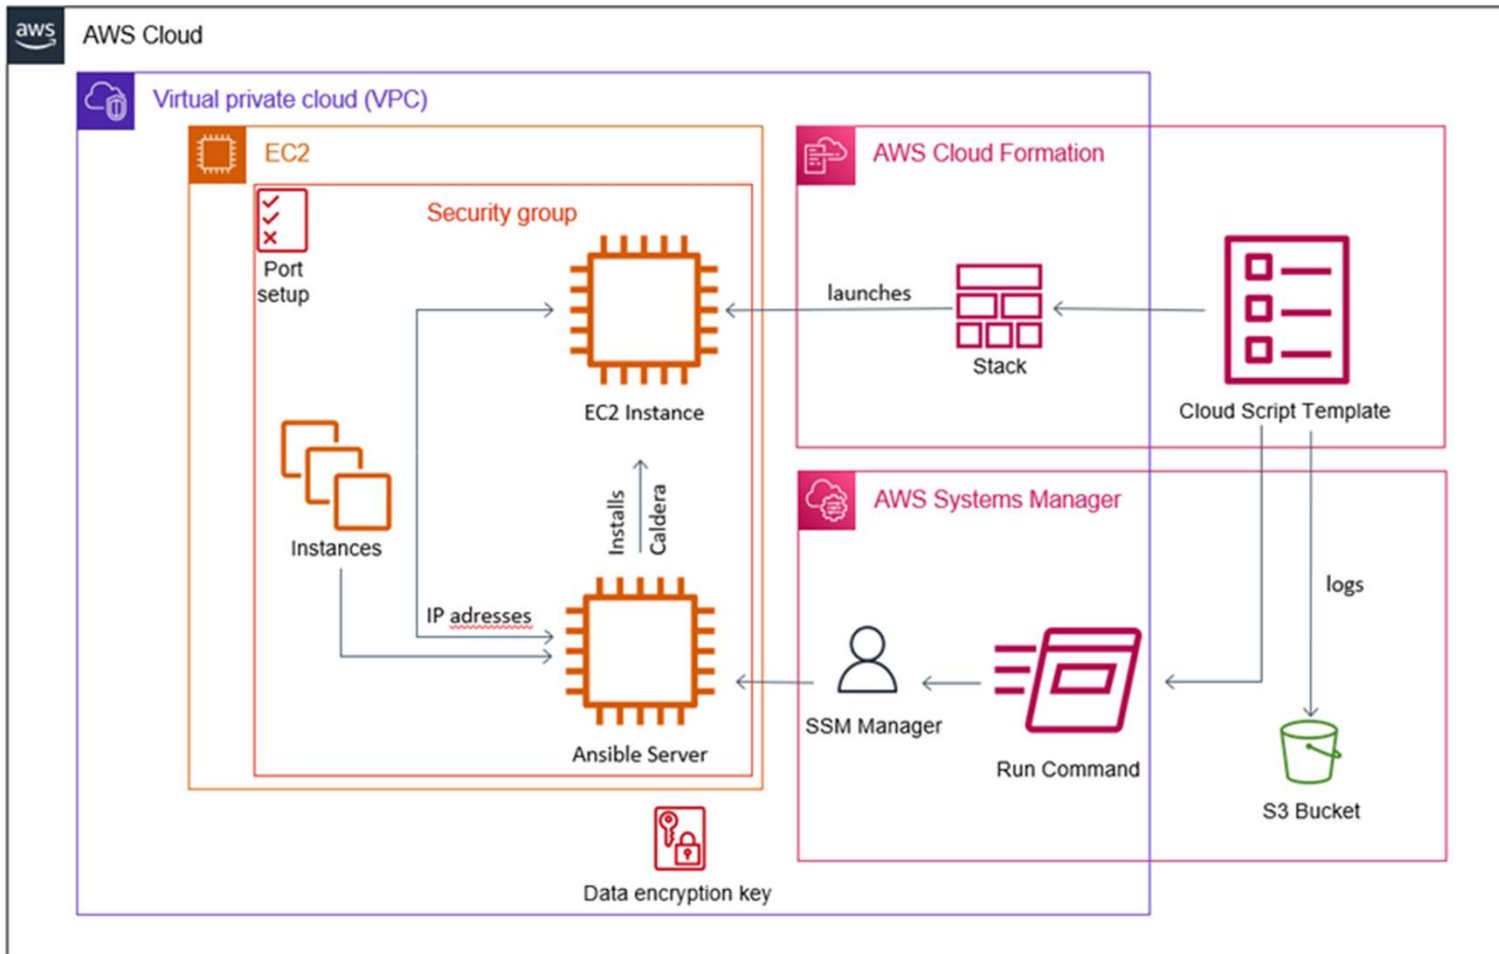 aws
AWS Cloud
Virtual private cloud (VPC)
EC2
AWS Cloud Formation
Security group
Port
setup
launches
Stack
EC2 Instance
Cloud Script Template
Installs
Caldera
AWS Systems Manager
Instances
logs
IP adresses
SSM Manager
Ansible Server
Run Command
S3 Bucket
Data encryption key